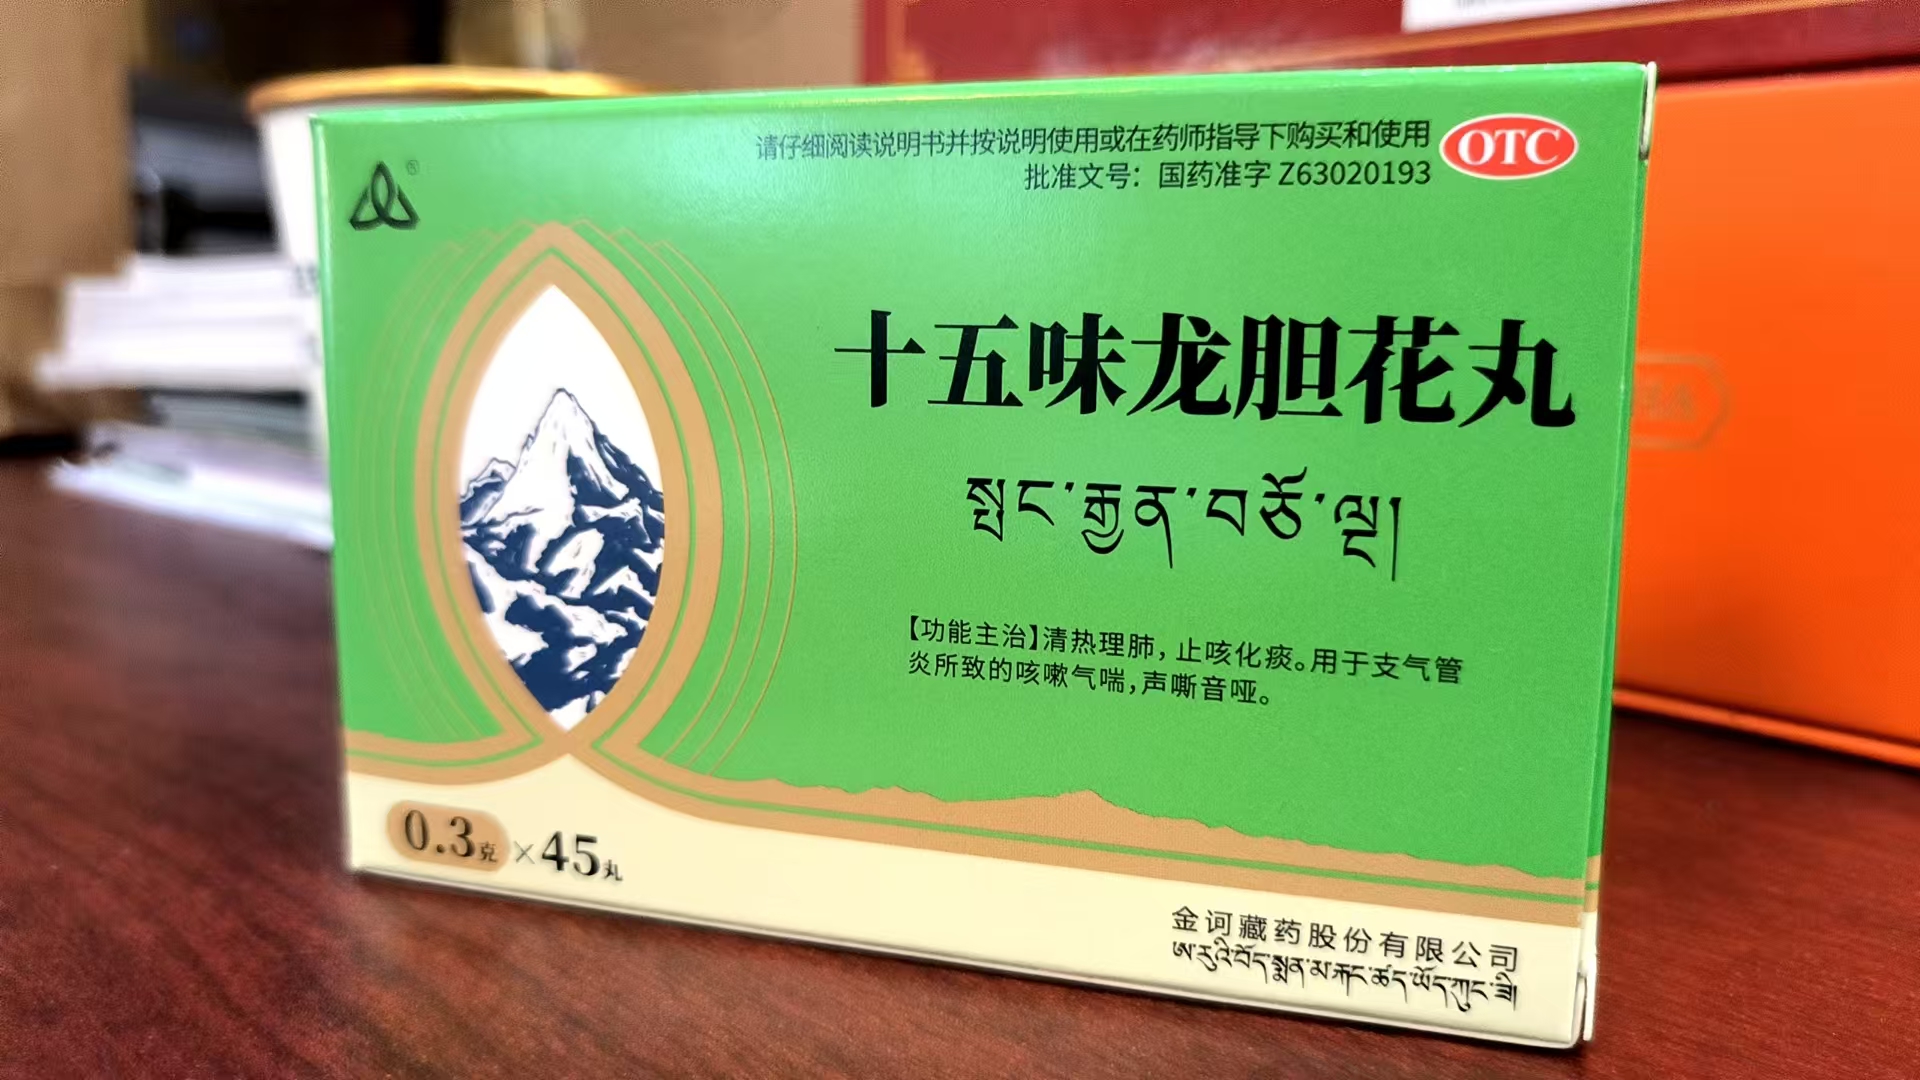 请仔细阅读说明书并按说明使用或在药师指导下购买和使用
OTC
批准文号：国药准字 Z63020193
®
十五味龙胆花丸
སྤང་རྒྱན་བཅོ་ལྔ།
【功能主治】清热理肺，止咳化痰。用于支气管
炎所致的咳嗽气喘，声嘶音哑。
0.3克×45丸
金诃藏药股份有限公司